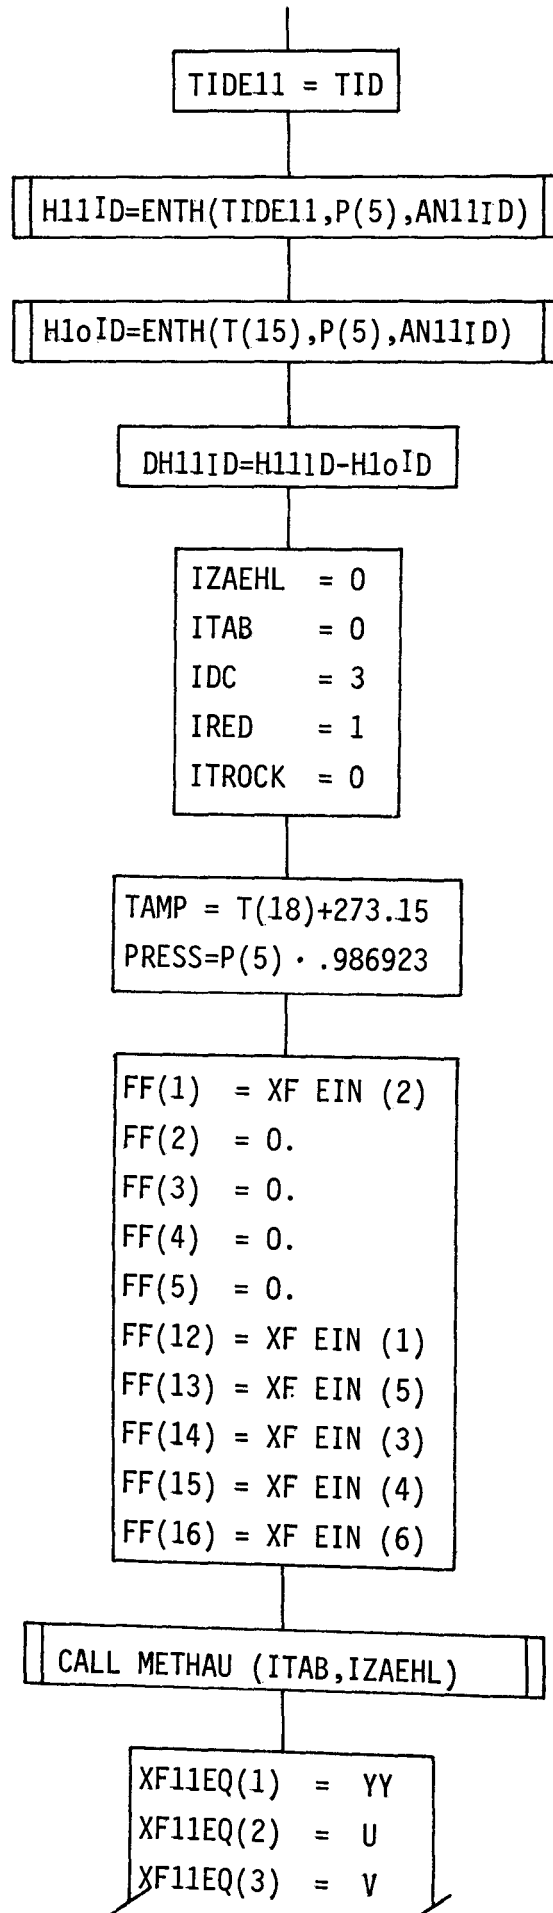 TIDE11 = TID
H11ID=ENTH(TIDE11,P(5),AN11ID)
H1oID=ENTH(T(15),P(5),AN11ID)
DH11ID=H11ID-H1oID
IZAEHL = 0
ITAB = 0
IDC = 3
IRED = 1
ITROCK = 0
TAMP = T(18)+273.15
PRESS=P(5) · .986923
FF(1) = XF EIN (2)
FF(2) = 0.
FF(3) = 0.
FF(4) = 0.
FF(5) = 0.
FF(12) = XF EIN (1)
FF(13) = XF EIN (5)
FF(14) = XF EIN (3)
FF(15) = XF EIN (4)
FF(16) = XF EIN (6)
CALL METHAU (ITAB,IZAEHL)
XF11EQ(1) = YY
XF11EQ(2) = U
XF11EQ(3) = V